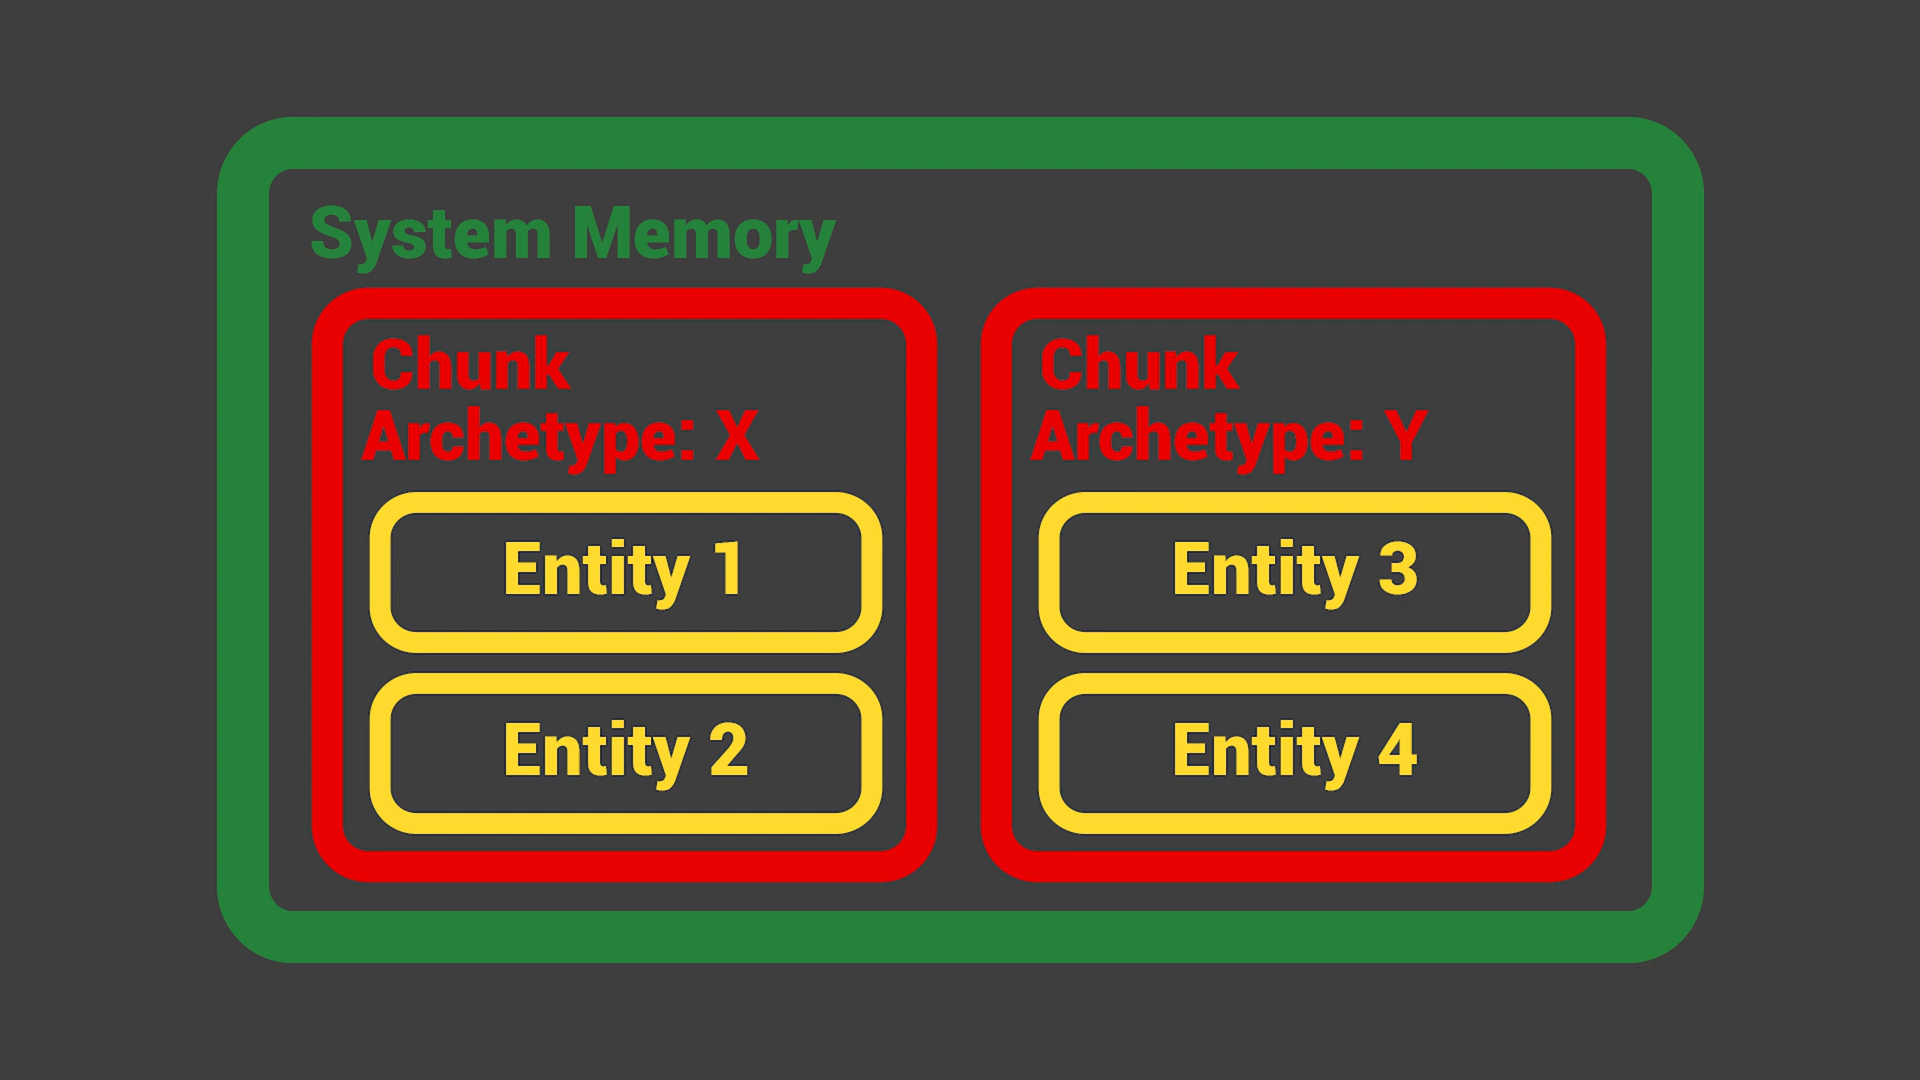 System Memory
Chunk
Archetype: X
Entity 1
Entity 2
Chunk
Archetype: Y
Entity 3
Entity 4